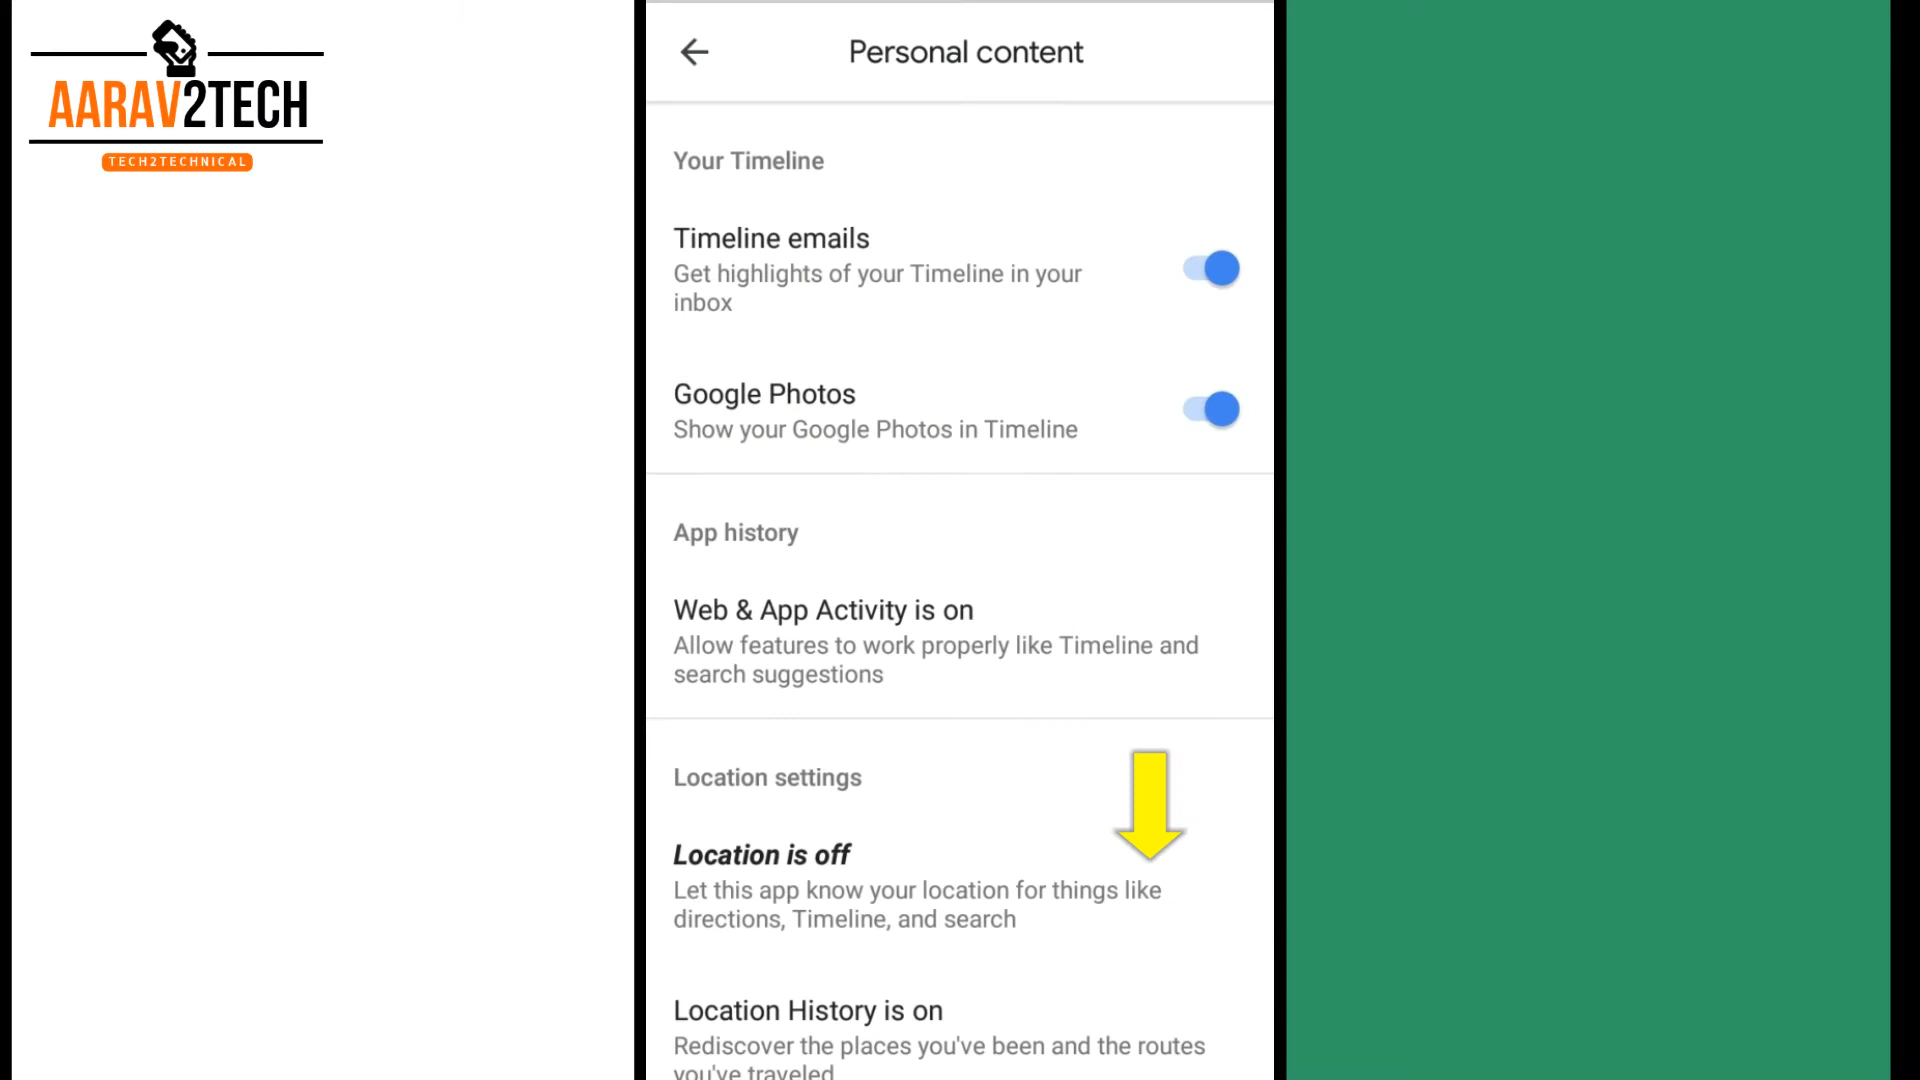 AARAV2TECH
TECH2TECHNICAL
Personal content
Your Timeline
Timeline emails
Get highlights of your Timeline in your
inbox
Google Photos
Show your Google Photos in Timeline
App history
Web & App Activity is on
Allow features to work properly like Timeline and
search suggestions
Location settings
Location is off
Let this app know your location for things like
directions, Timeline, and search
Location History is on
Rediscover the places you've been and the routes
you've traveled